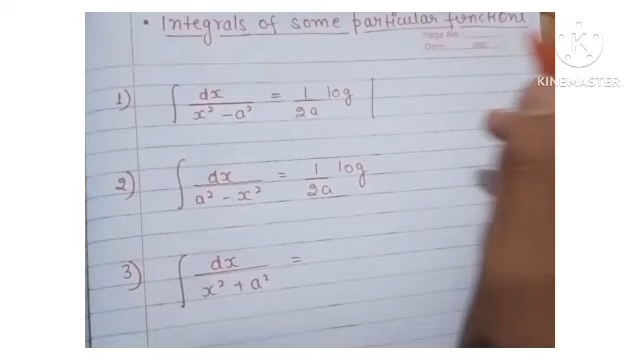 • Integrals of some particular functions
Page No.
Date
KINEMASTER
1) ∫ dx / x² − a² = 1/2a log |
2) ∫ dx / a² − x² = 1/2a log
3) ∫ dx / x² + a² =